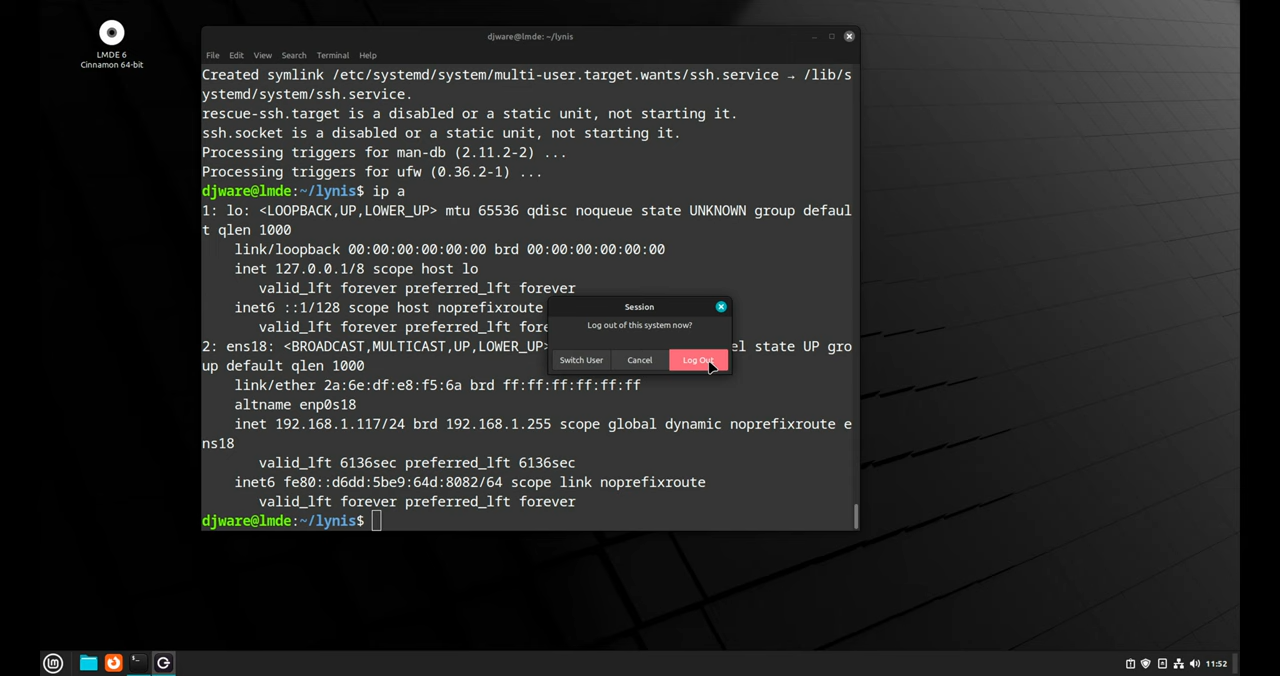 LMDE 6
Cinnamon 64-bit
djware@lmde: ~/lynis
File Edit View Search Terminal Help
Created symlink /etc/systemd/system/multi-user.target.wants/ssh.service → /lib/s
ystemd/system/ssh.service.
rescue-ssh.target is a disabled or a static unit, not starting it.
ssh.socket is a disabled or a static unit, not starting it.
Processing triggers for man-db (2.11.2-2) ...
Processing triggers for ufw (0.36.2-1) ...
djware@lmde:~/lynis$ ip a
1: lo: <LOOPBACK,UP,LOWER_UP> mtu 65536 qdisc noqueue state UNKNOWN group defaul
t qlen 1000
link/loopback 00:00:00:00:00:00 brd 00:00:00:00:00:00
inet 127.0.0.1/8 scope host lo
valid_lft forever preferred_lft forever
inet6 ::1/128 scope host noprefixroute
valid_lft forever preferred_lft
2: ens18: <BROADCAST,MULTICAST,UP,LOWER_UP> state UP gro
up default qlen 1000
link/ether 2a:6e:df:e8:f5:6a brd ff:ff:ff:ff:ff:ff
altname enp0s18
inet 192.168.1.117/24 brd 192.168.1.255 scope global dynamic noprefixroute e
ns18
valid_lft 6136sec preferred_lft 6136sec
inet6 fe80::d6dd:5be9:64d:8082/64 scope link noprefixroute
valid_lft forever preferred_lft forever
djware@lmde:~/lynis$
Session
Log out of this system now?
Switch User Cancel Log Out
11:52